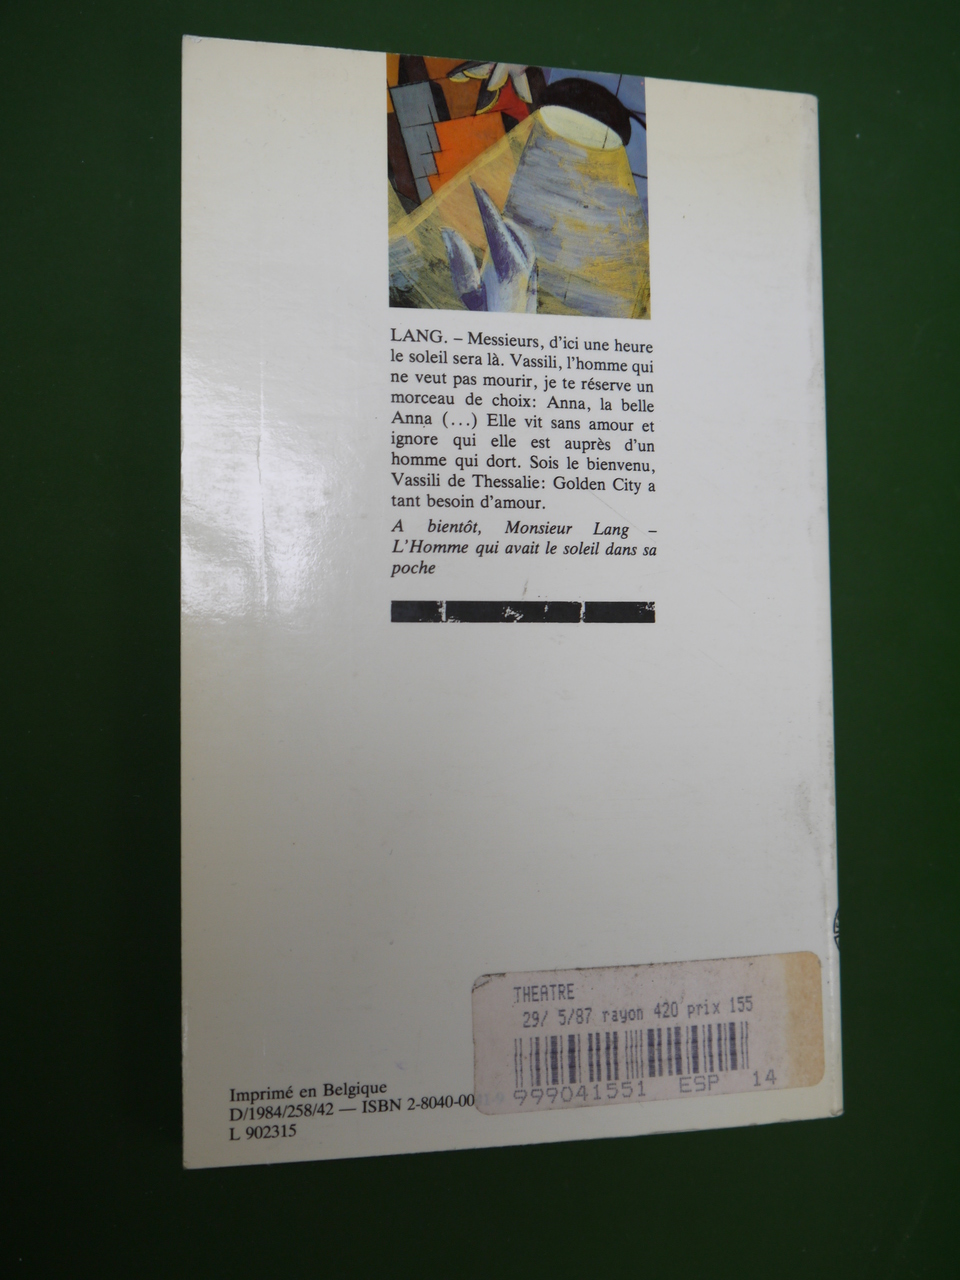 LANG. – Messieurs, d'ici une heure
le soleil sera là. Vassili, l'homme qui
ne veut pas mourir, je te réserve un
morceau de choix: Anna, la belle
Anna (...) Elle vit sans amour et
ignore qui elle est auprès d'un
homme qui dort. Sois le bienvenu,
Vassili de Thessalie: Golden City a
tant besoin d'amour.
A bientôt, Monsieur Lang –
L'Homme qui avait le soleil dans sa
poche
THEATRE
29/ 5/87 rayon 420 prix 155
999041551 ESP 14
Imprimé en Belgique
D/1984/258/42 — ISBN 2-8040-00
L 902315